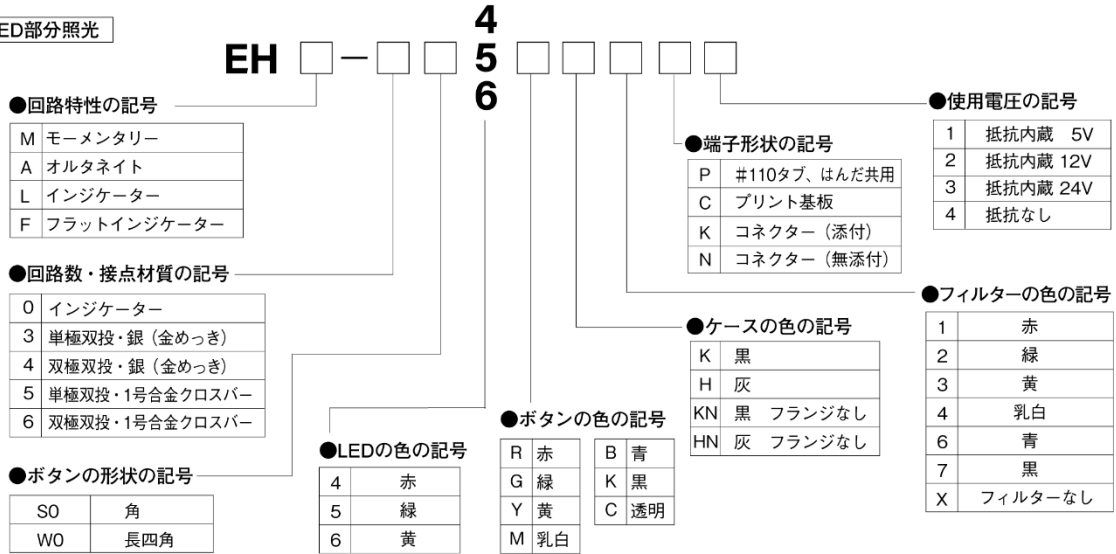 ED部分照光
EH □-□□ 4 5 6 □□□□□
●回路特性の記号
M モーメンタリー
A オルタネイト
L インジケーター
F フラットインジケーター
●回路数・接点材質の記号
0 インジケーター
3 単極双投・銀（金めっき）
4 双極双投・銀（金めっき）
5 単極双投・1号合金クロスバー
6 双極双投・1号合金クロスバー
●ボタンの形状の記号
S0 角
W0 長四角
●LEDの色の記号
4 赤
5 緑
6 黄
●ボタンの色の記号
R 赤 B 青
G 緑 K 黒
Y 黄 C 透明
M 乳白
●ケースの色の記号
K 黒
H 灰
KN 黒 フランジなし
HN 灰 フランジなし
●端子形状の記号
P #110タブ、はんだ共用
C プリント基板
K コネクター（添付）
N コネクター（無添付）
●フィルターの色の記号
1 赤
2 緑
3 黄
4 乳白
6 青
7 黒
X フィルターなし
●使用電圧の記号
1 抵抗内蔵 5V
2 抵抗内蔵 12V
3 抵抗内蔵 24V
4 抵抗なし